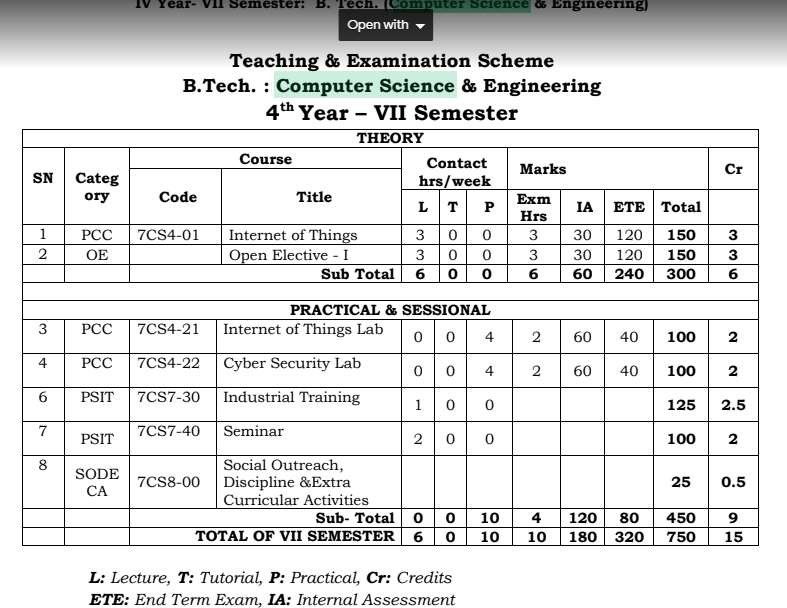 IV Year- VII Semester: B. Tech. (Computer Science & Engineering)
Open with
Teaching & Examination Scheme
B.Tech. : Computer Science & Engineering
4th Year – VII Semester
THEORY
SN Categ ory Course Contact hrs/week Marks Cr
Code Title L T P Exm Hrs IA ETE Total
1 PCC 7CS4-01 Internet of Things 3 0 0 3 30 120 150 3
2 OE Open Elective - I 3 0 0 3 30 120 150 3
Sub Total 6 0 0 6 60 240 300 6
PRACTICAL & SESSIONAL
3 PCC 7CS4-21 Internet of Things Lab 0 0 4 2 60 40 100 2
4 PCC 7CS4-22 Cyber Security Lab 0 0 4 2 60 40 100 2
6 PSIT 7CS7-30 Industrial Training 1 0 0 125 2.5
7 PSIT 7CS7-40 Seminar 2 0 0 100 2
8 SODE CA 7CS8-00 Social Outreach, Discipline &Extra Curricular Activities 25 0.5
Sub- Total 0 0 10 4 120 80 450 9
TOTAL OF VII SEMESTER 6 0 10 10 180 320 750 15
L: Lecture, T: Tutorial, P: Practical, Cr: Credits
ETE: End Term Exam, IA: Internal Assessment